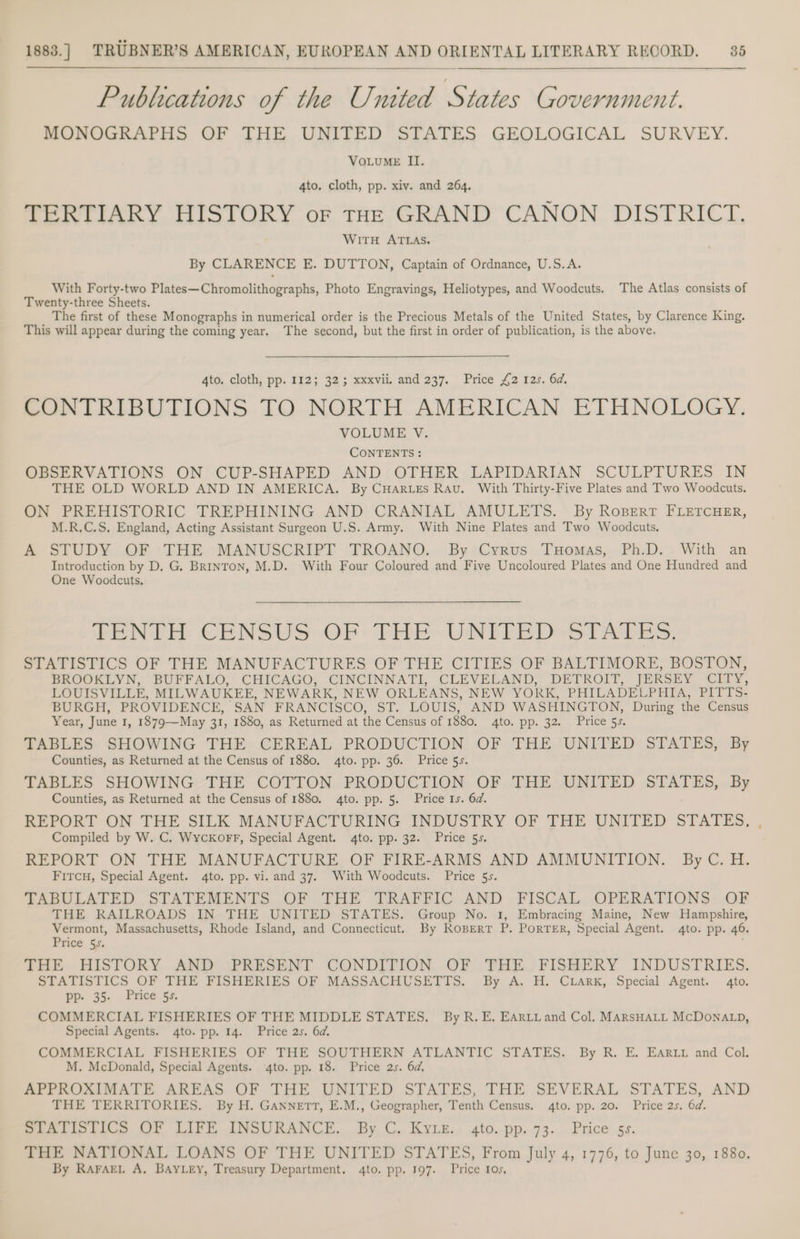 1883.] TRÜBNER'S AMERICAN, EUROPEAN AND ORIENTAL LITERARY RECORD. 35
Publications of the United States Government.
MONOGRAPHS OF THE UNITED STATES GEOLOGICAL SURVEY.
VOLUME II.
4to, cloth, pp. xiv. and 264.
TERTIARY HISTORY OF THE GRAND CAÑON DISTRICT.
WITH ATLAS.
By CLARENCE E. DUTTON, Captain of Ordnance, U.S.A.
With Forty-two Plates—Chromolithographs, Photo Engravings, Heliotypes, and Woodcuts. The Atlas consists of
Twenty-three Sheets.
The first of these Monographs in numerical order is the Precious Metals of the United States, by Clarence King.
This will appear during the coming year. The second, but the first in order of publication, is the above.
4to. cloth, pp. 112; 32; xxxvii. and 237. Price £2 12s. 6d.
CONTRIBUTIONS TO NORTH AMERICAN ETHNOLOGY.
VOLUME V.
CONTENTS:
OBSERVATIONS ON CUP-SHAPED AND OTHER LAPIDARIAN SCULPTURES IN
THE OLD WORLD AND IN AMERICA. By CHARLES RAU. With Thirty-Five Plates and Two Woodcuts.
ON PREHISTORIC TREPHINING AND CRANIAL AMULETS. By ROBERT FLETCHER,
M.R.C.S. England, Acting Assistant Surgeon U.S. Army. With Nine Plates and Two Woodcuts.
A STUDY OF THE MANUSCRIPT TROANO. By CYRUS THOMAS, Ph.D. With an
Introduction by D. G. BRINTON, M.D. With Four Coloured and Five Uncoloured Plates and One Hundred and
One Woodcuts.
TENTH CENSUS OF THE UNITED STATES.
STATISTICS OF THE MANUFACTURES OF THE CITIES OF BALTIMORE, BOSTON,
BROOKLYN, BUFFALO, CHICAGO, CINCINNATI, CLEVELAND, DETROIT, JERSEY CITY,
LOUISVILLE, MILWAUKEE, NEWARK, NEW ORLEANS, NEW YORK, PHILADELPHIA, PITTS-
BURGH, PROVIDENCE, SAN FRANCISCO, ST. LOUIS, AND WASHINGTON, During the Census
Year, June 1, 1879—May 31, 1880, as Returned at the Census of 1880. 4to. pp. 32. Price 5s.
TABLES SHOWING THE CEREAL PRODUCTION OF THE UNITED STATES, By
Counties, as Returned at the Census of 1880. 4to. pp. 36. Price 5s.
TABLES SHOWING THE COTTON PRODUCTION OF THE UNITED STATES, By
Counties, as Returned at the Census of 1880. 4to. pp. 5. Price 1s. 6d.
REPORT ON THE SILK MANUFACTURING INDUSTRY OF THE UNITED STATES.
Compiled by W. C. WYCKOFF, Special Agent. 4to. pp. 32. Price 5s.
REPORT ON THE MANUFACTURE OF FIRE-ARMS AND AMMUNITION. By C. H.
FITCH, Special Agent. 4to. pp. vi. and 37. With Woodcuts. Price 5s.
TABULATED STATEMENTS OF THE TRAFFIC AND FISCAL OPERATIONS OF
THE RAILROADS IN THE UNITED STATES. Group No. 1, Embracing Maine, New Hampshire,
Vermont, Massachusetts, Rhode Island, and Connecticut. By ROBERT P. PORTER, Special Agent. 4to. pp. 46.
Price 5s.
THE HISTORY AND PRESENT CONDITION OF THE FISHERY INDUSTRIES.
STATISTICS OF THE FISHERIES OF MASSACHUSETTS. By A. H. CLARK, Special Agent. 4to.
pp. 35. Price 5s.
COMMERCIAL FISHERIES OF THE MIDDLE STATES. By R. E. EARLL and Col. MARSHALL MCDONALD,
Special Agents. 4to. pp. 14. Price 2s. 6d.
COMMERCIAL FISHERIES OF THE SOUTHERN ATLANTIC STATES. By R. E. EARLL and Col.
M. McDonald, Special Agents. 4to. pp. 18. Price 2s. 6d.
APPROXIMATE AREAS OF THE UNITED STATES, THE SEVERAL STATES, AND
THE TERRITORIES. By H. GANNETT, E.M., Geographer, Tenth Census. 4to. pp. 20. Price 2s. 6d.
STATISTICS OF LIFE INSURANCE. By C. KYLE. 4to. pp. 73. Price 5s.
THE NATIONAL LOANS OF THE UNITED STATES, From July 4, 1776, to June 30, 1880.
By RAFAEL A. BAYLEY, Treasury Department. 4to. pp. 197. Price 10s.